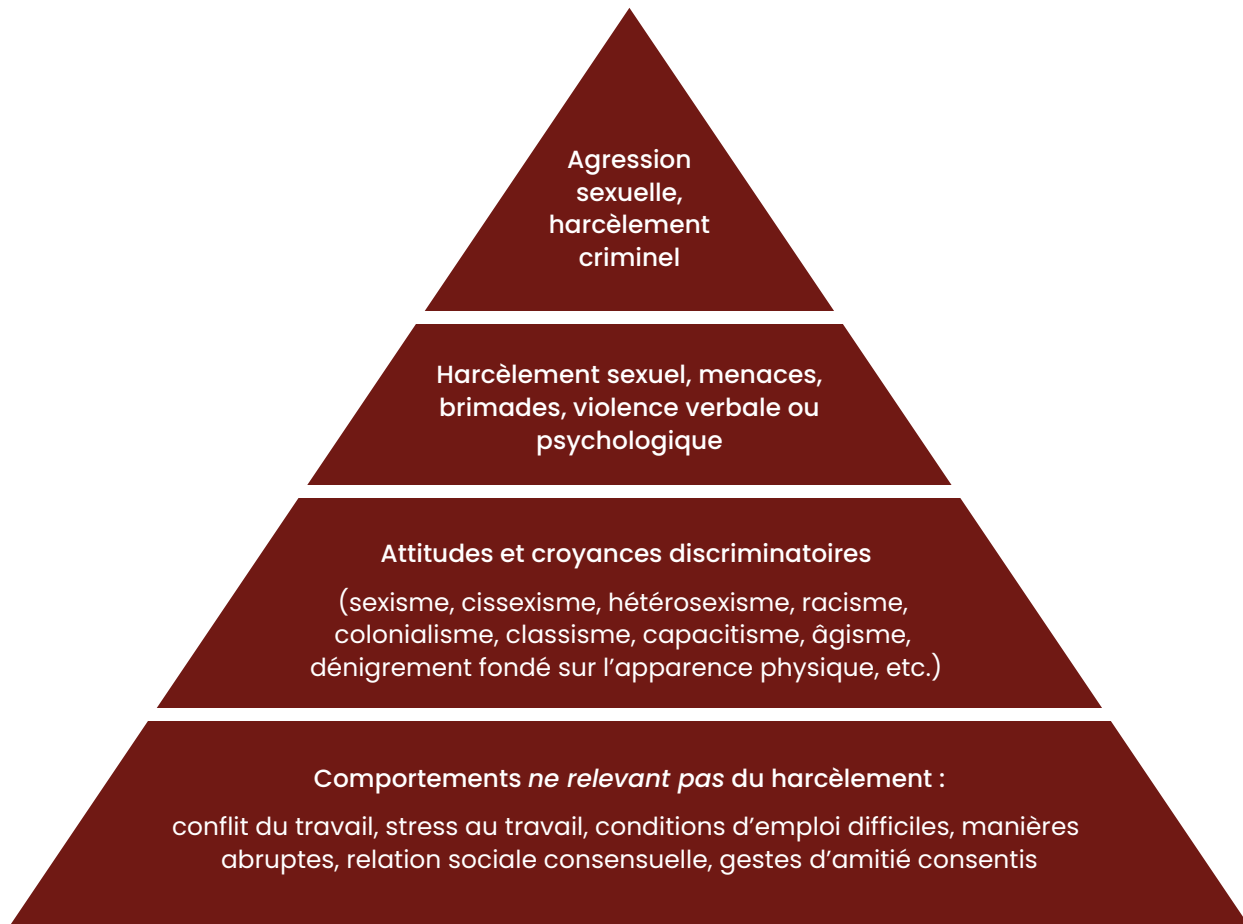 Agression
sexuelle,
harcèlement
criminel
Harcèlement sexuel, menaces,
brimades, violence verbale ou
psychologique
Attitudes et croyances discriminatoires
(sexisme, cissexisme, hétérosexisme, racisme,
colonialisme, classisme, capacitisme, âgisme,
dénigrement fondé sur l’apparence physique, etc.)
Comportements ne relevant pas du harcèlement :
conflit du travail, stress au travail, conditions d’emploi difficiles, manières
abruptes, relation sociale consensuelle, gestes d’amitié consentis